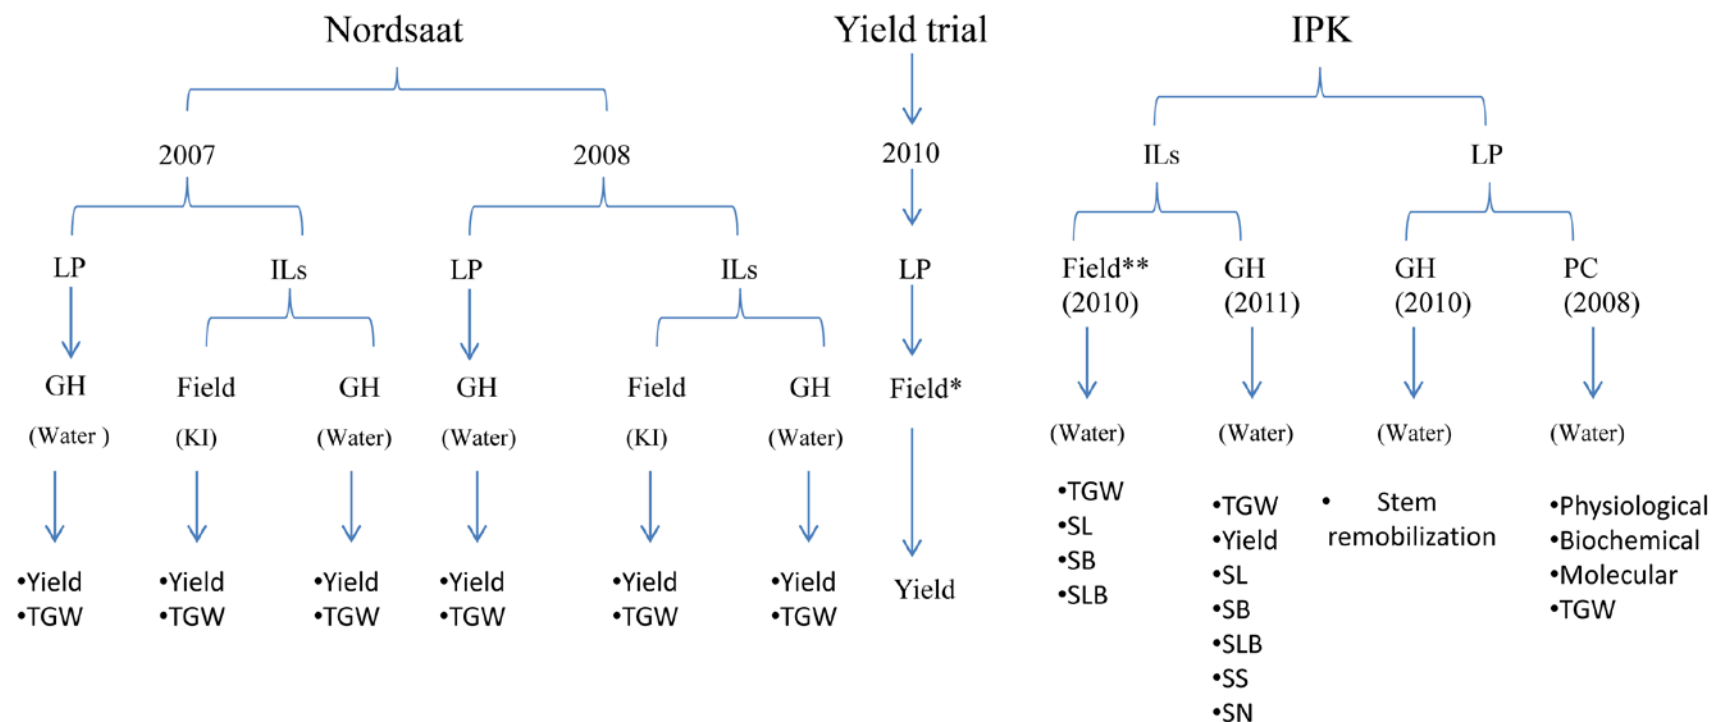 Nordsaat
Yield trial
IPK
2007
2008
2010
ILs
LP
LP
ILs
LP
ILs
LP
Field**
(2010)
GH
(2011)
GH
(2010)
PC
(2008)
GH
Field
GH
GH
Field
GH
Field*
(Water )
(KI)
(Water)
(Water)
(KI)
(Water)
(Water)
(Water)
(Water)
(Water)
•Yield
•TGW
•Yield
•TGW
•Yield
•TGW
•Yield
•TGW
•Yield
•TGW
•Yield
•TGW
Yield
•TGW
•SL
•SB
•SLB
•TGW
•Yield
•SL
•SB
•SLB
•SS
•SN
• Stem
remobilization
•Physiological
•Biochemical
•Molecular
•TGW